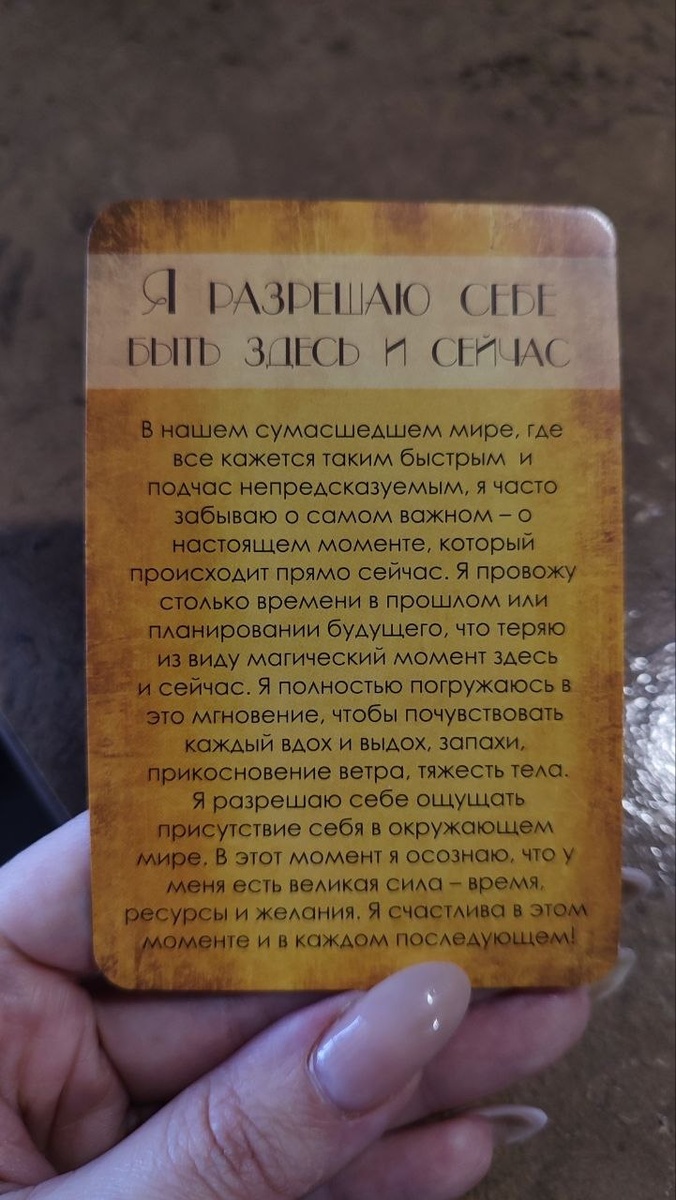 Я РАЗРЕШАЮ СЕБЕ
БЫТЬ ЗДЕСЬ И СЕЙЧАС
В нашем сумасшедшем мире, где
все кажется таким быстрым и
подчас непредсказуемым, я часто
забываю о самом важном – о
настоящем моменте, который
происходит прямо сейчас. Я провожу
столько времени в прошлом или
планировании будущего, что теряю
из виду магический момент здесь
и сейчас. Я полностью погружаюсь в
это мгновение, чтобы почувствовать
каждый вдох и выдох, запахи,
прикосновение ветра, тяжесть тела.
Я разрешаю себе ощущать
присутствие себя в окружающем
мире. В этот момент я осознаю, что у
меня есть великая сила – время,
ресурсы и желания. Я счастлива в этом
моменте и в каждом последующем!